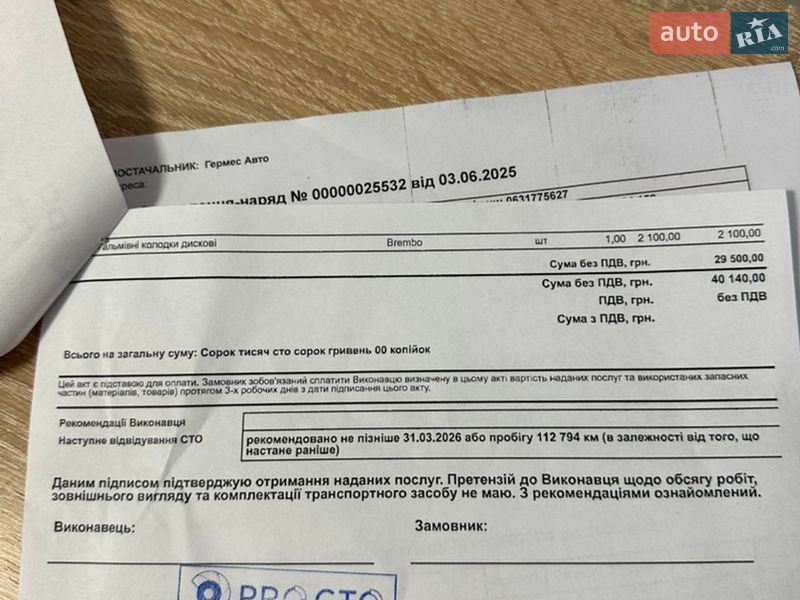 auto RIA .com
ПОСТАЧАЛЬНИК: Гермес Авто
-наряд № 00000025532 від 03.06.2025
0631775627
альмівні колодки дискові Brembo шт 1,00 2 100,00 2 100,00
Сума без ПДВ, грн. 29 500,00
Сума без ПДВ, грн. 40 140,00
ПДВ, грн. без ПДВ
Сума з ПДВ, грн.
Всього на загальну суму: Сорок тисяч сто сорок гривень 00 копійок
Цей акт є підставою для оплати. Замовник зобов'язаний сплатити Виконавцю визначену в цьому акті вартість наданих послуг та використаних запасних
частин (матеріалів, товарів) протягом 3-х робочих днів з дати підписання цього акту.
Рекомендації Виконавця
Наступне відвідування СТО рекомендовано не пізніше 31.03.2026 або пробігу 112 794 км (в залежності від того, що
настане раніше)
Даним підписом підтверджую отримання наданих послуг. Претензій до Виконавця щодо обсягу робіт,
зовнішнього вигляду та комплектації транспортного засобу не маю. З рекомендаціями ознайомлений.
Виконавець: Замовник:
PRO СТО